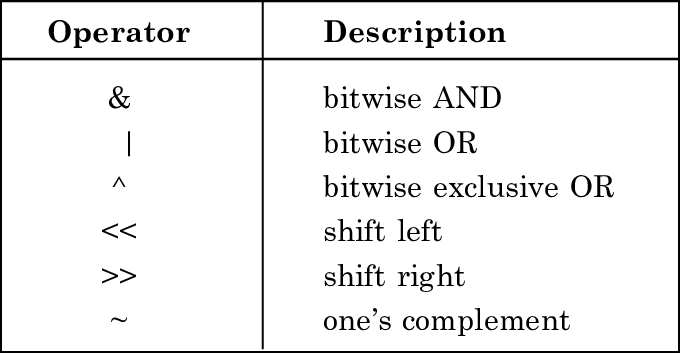 Operator Description
& bitwise AND
| bitwise OR
^ bitwise exclusive OR
<< shift left
>> shift right
~ one's complement